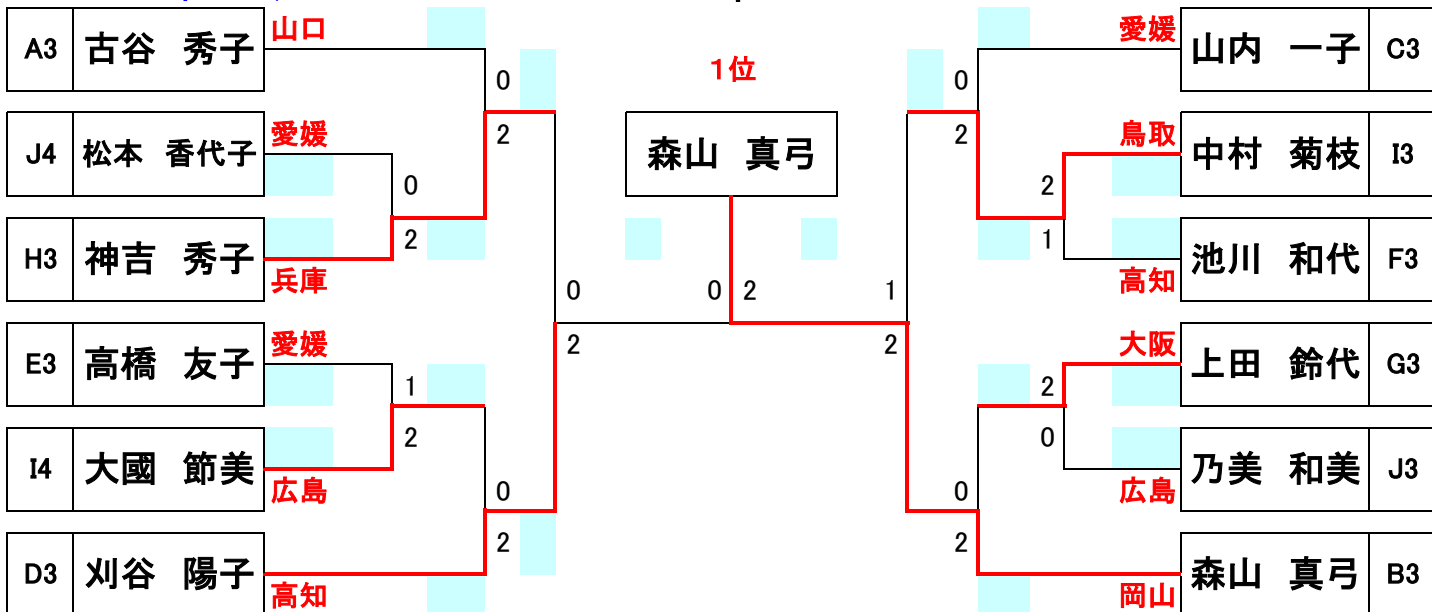 A3 古谷 秀子 山口
0
2
J4 松本 香代子 愛媛
0
2
H3 神吉 秀子 兵庫
0
2
E3 高橋 友子 愛媛
1
2
I4 大國 節美 広島
0
2
D3 刈谷 陽子 高知
1位
森山 真弓
0 2
愛媛 山内 一子 C3
0
2
鳥取 中村 菊枝 I3
2
1
高知 池川 和代 F3
1
2
大阪 上田 鈴代 G3
2
0
広島 乃美 和美 J3
0
2
岡山 森山 真弓 B3